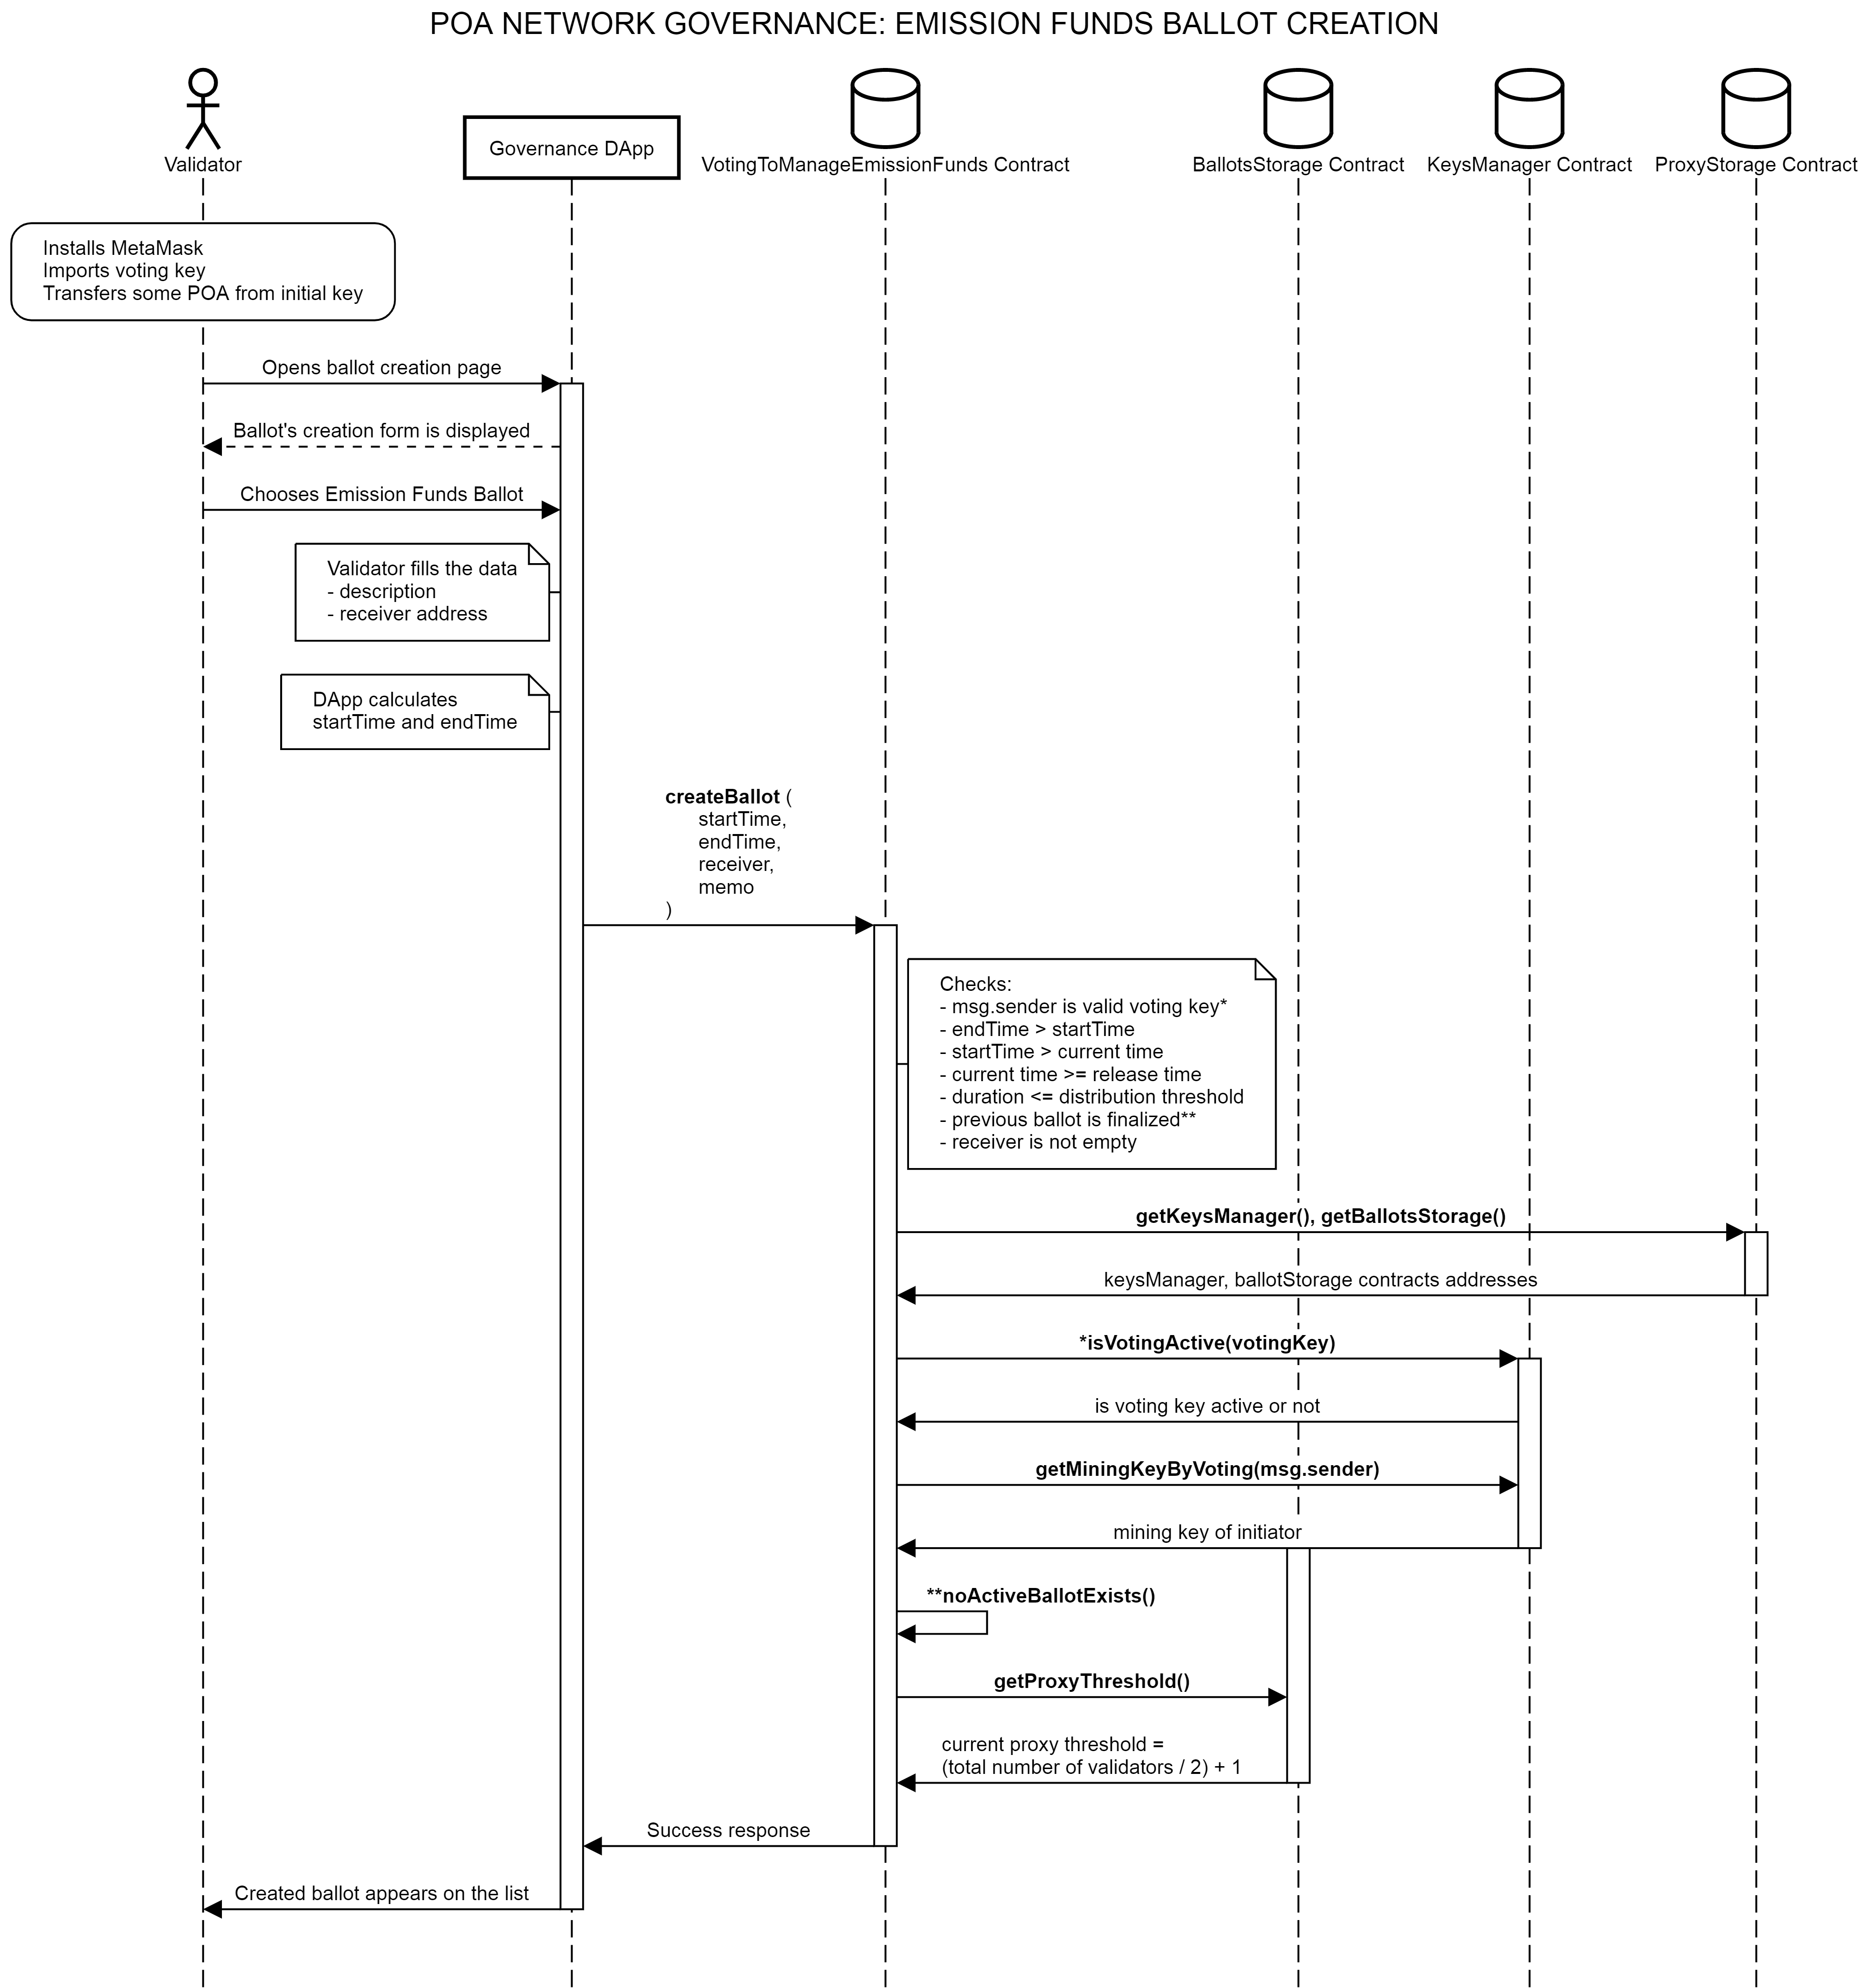 POA NETWORK GOVERNANCE: EMISSION FUNDS BALLOT CREATION
Validator
Governance DApp
VotingToManageEmissionFunds Contract
BallotsStorage Contract
KeysManager Contract
ProxyStorage Contract
Installs MetaMask
Imports voting key
Transfers some POA from initial key
Opens ballot creation page
Ballot's creation form is displayed
Chooses Emission Funds Ballot
Validator fills the data
- description
- receiver address
DApp calculates
startTime and endTime
createBallot (
startTime,
endTime,
receiver,
memo
)
Checks:
- msg.sender is valid voting key*
- endTime > startTime
- startTime > current time
- current time >= release time
- duration <= distribution threshold
- previous ballot is finalized**
- receiver is not empty
getKeysManager(), getBallotsStorage()
keysManager, ballotStorage contracts addresses
*isVotingActive(votingKey)
is voting key active or not
getMiningKeyByVoting(msg.sender)
mining key of initiator
**noActiveBallotExists()
getProxyThreshold()
current proxy threshold =
(total number of validators / 2) + 1
Success response
Created ballot appears on the list